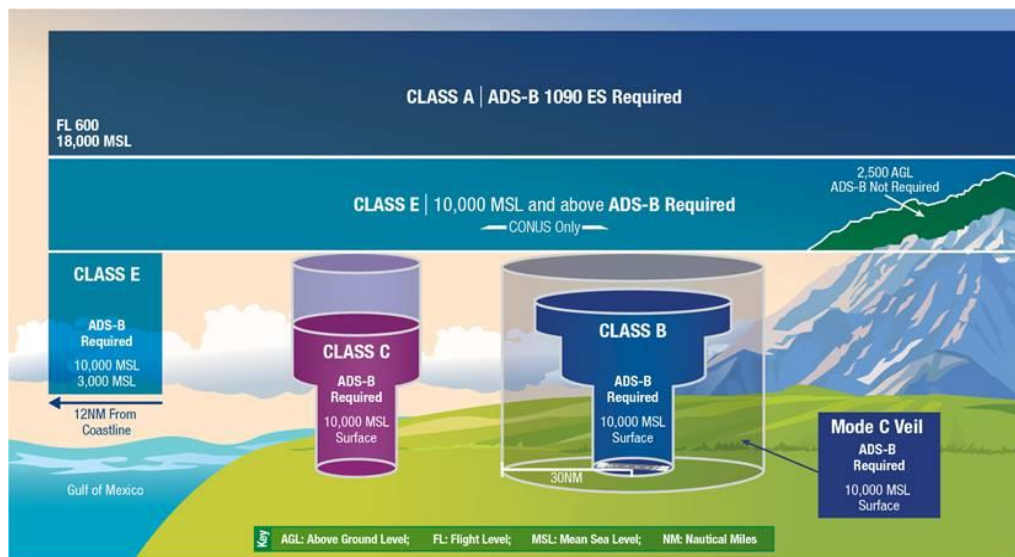 CLASS A | ADS-B 1090 ES Required
FL 600
18,000 MSL
2,500 AGL
ADS-B Not Required
CLASS E | 10,000 MSL and above ADS-B Required
CONUS Only
CLASS E
ADS-B
Required
10,000 MSL
3,000 MSL
12NM From
Coastline
Gulf of Mexico
CLASS C
ADS-B
Required
10,000 MSL
Surface
CLASS B
ADS-B
Required
10,000 MSL
Surface
30NM
Mode C Veil
ADS-B
Required
10,000 MSL
Surface
Key
AGL: Above Ground Level; FL: Flight Level; MSL: Mean Sea Level; NM: Nautical Miles